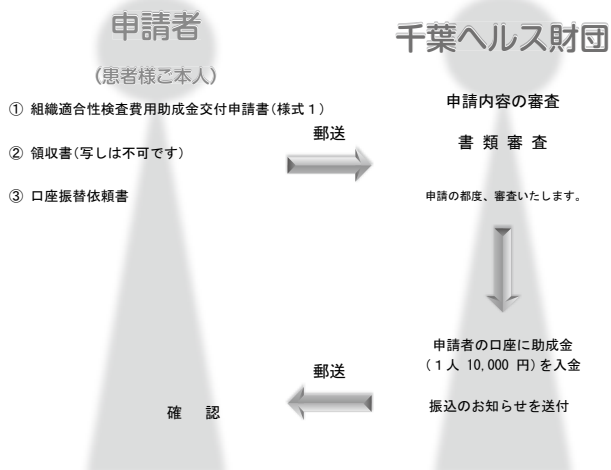 申請者
(患者様ご本人)
① 組織適合性検査費用助成金交付申請書(様式１)
② 領収書(写しは不可です)
③ 口座振替依頼書
郵送
千葉ヘルス財団
申請内容の審査
書 類 審 査
申請の都度、審査いたします。
申請者の口座に助成金
(１人 10,000 円)を入金
振込のお知らせを送付
郵送
確　認